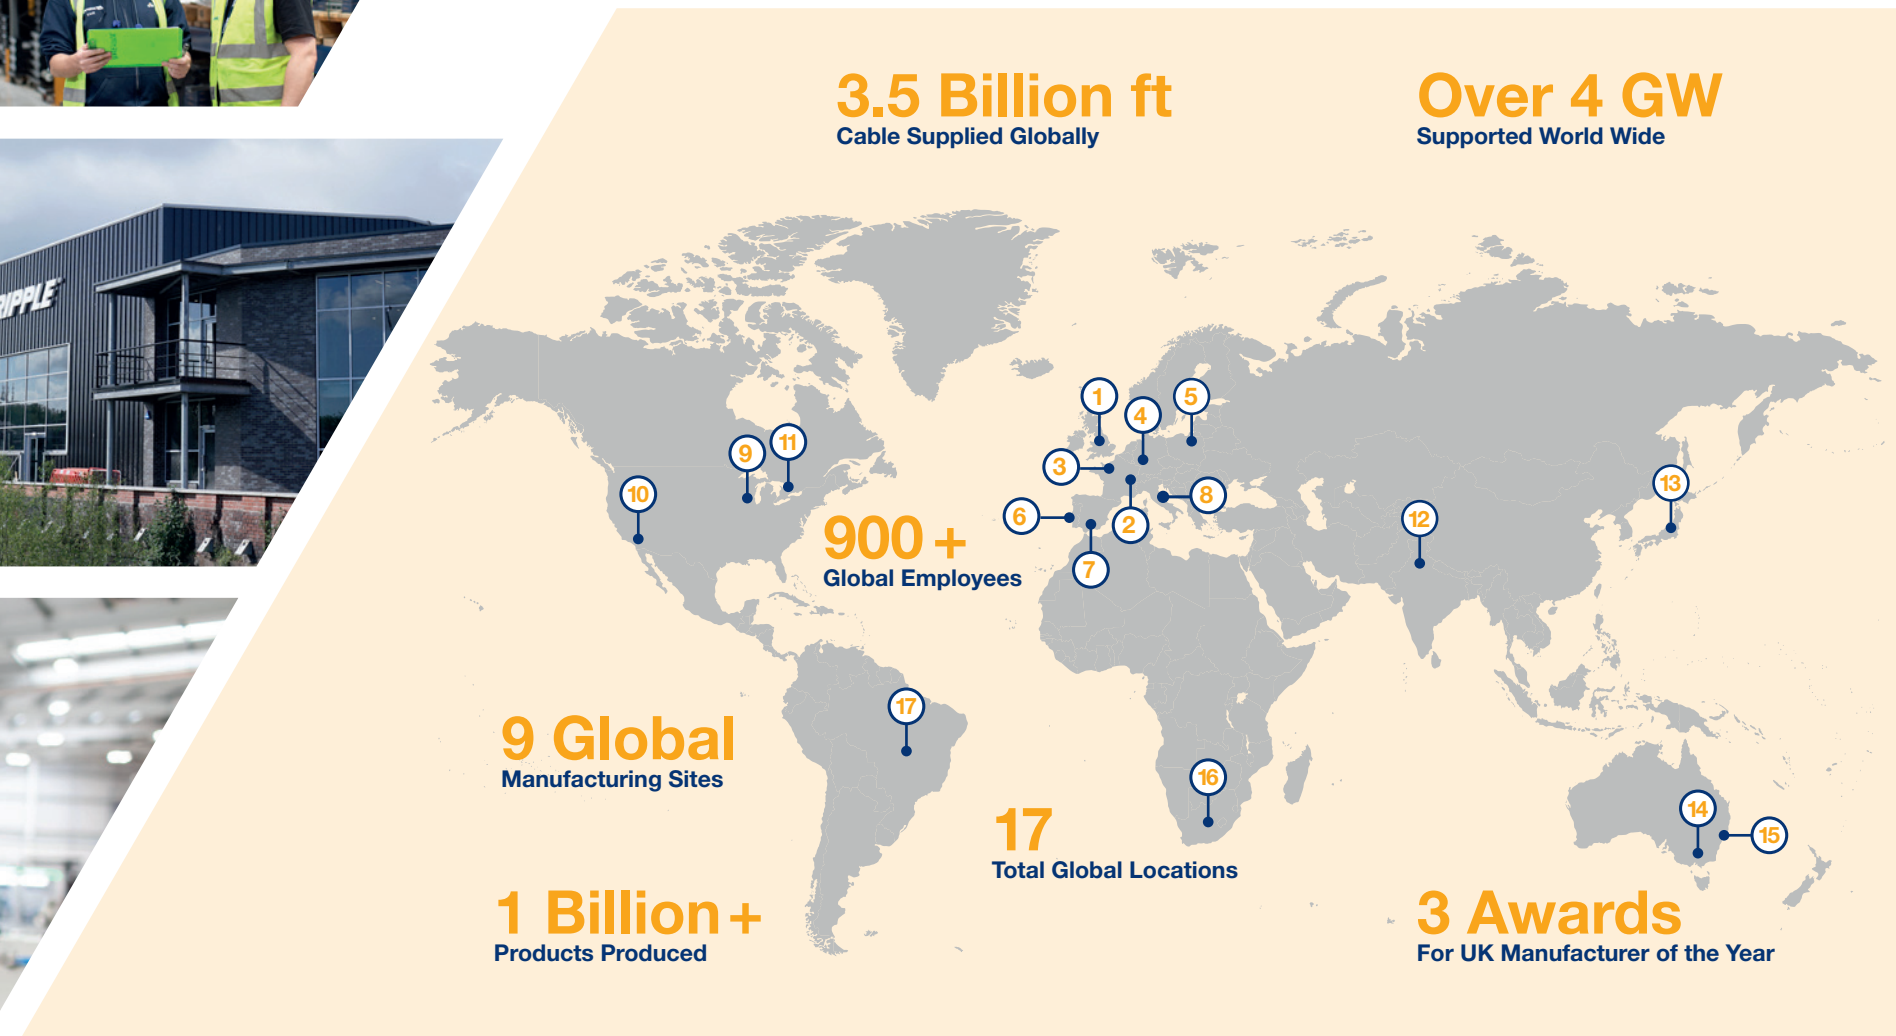 3.5 Billion ft
Cable Supplied Globally
Over 4 GW
Supported World Wide
RIPPLE
1
5
4
11
9
3
13
10
8
6
12
2
900 +
Global Employees
7
17
9 Global
Manufacturing Sites
16
14
15
17
Total Global Locations
1 Billion +
Products Produced
3 Awards
For UK Manufacturer of the Year